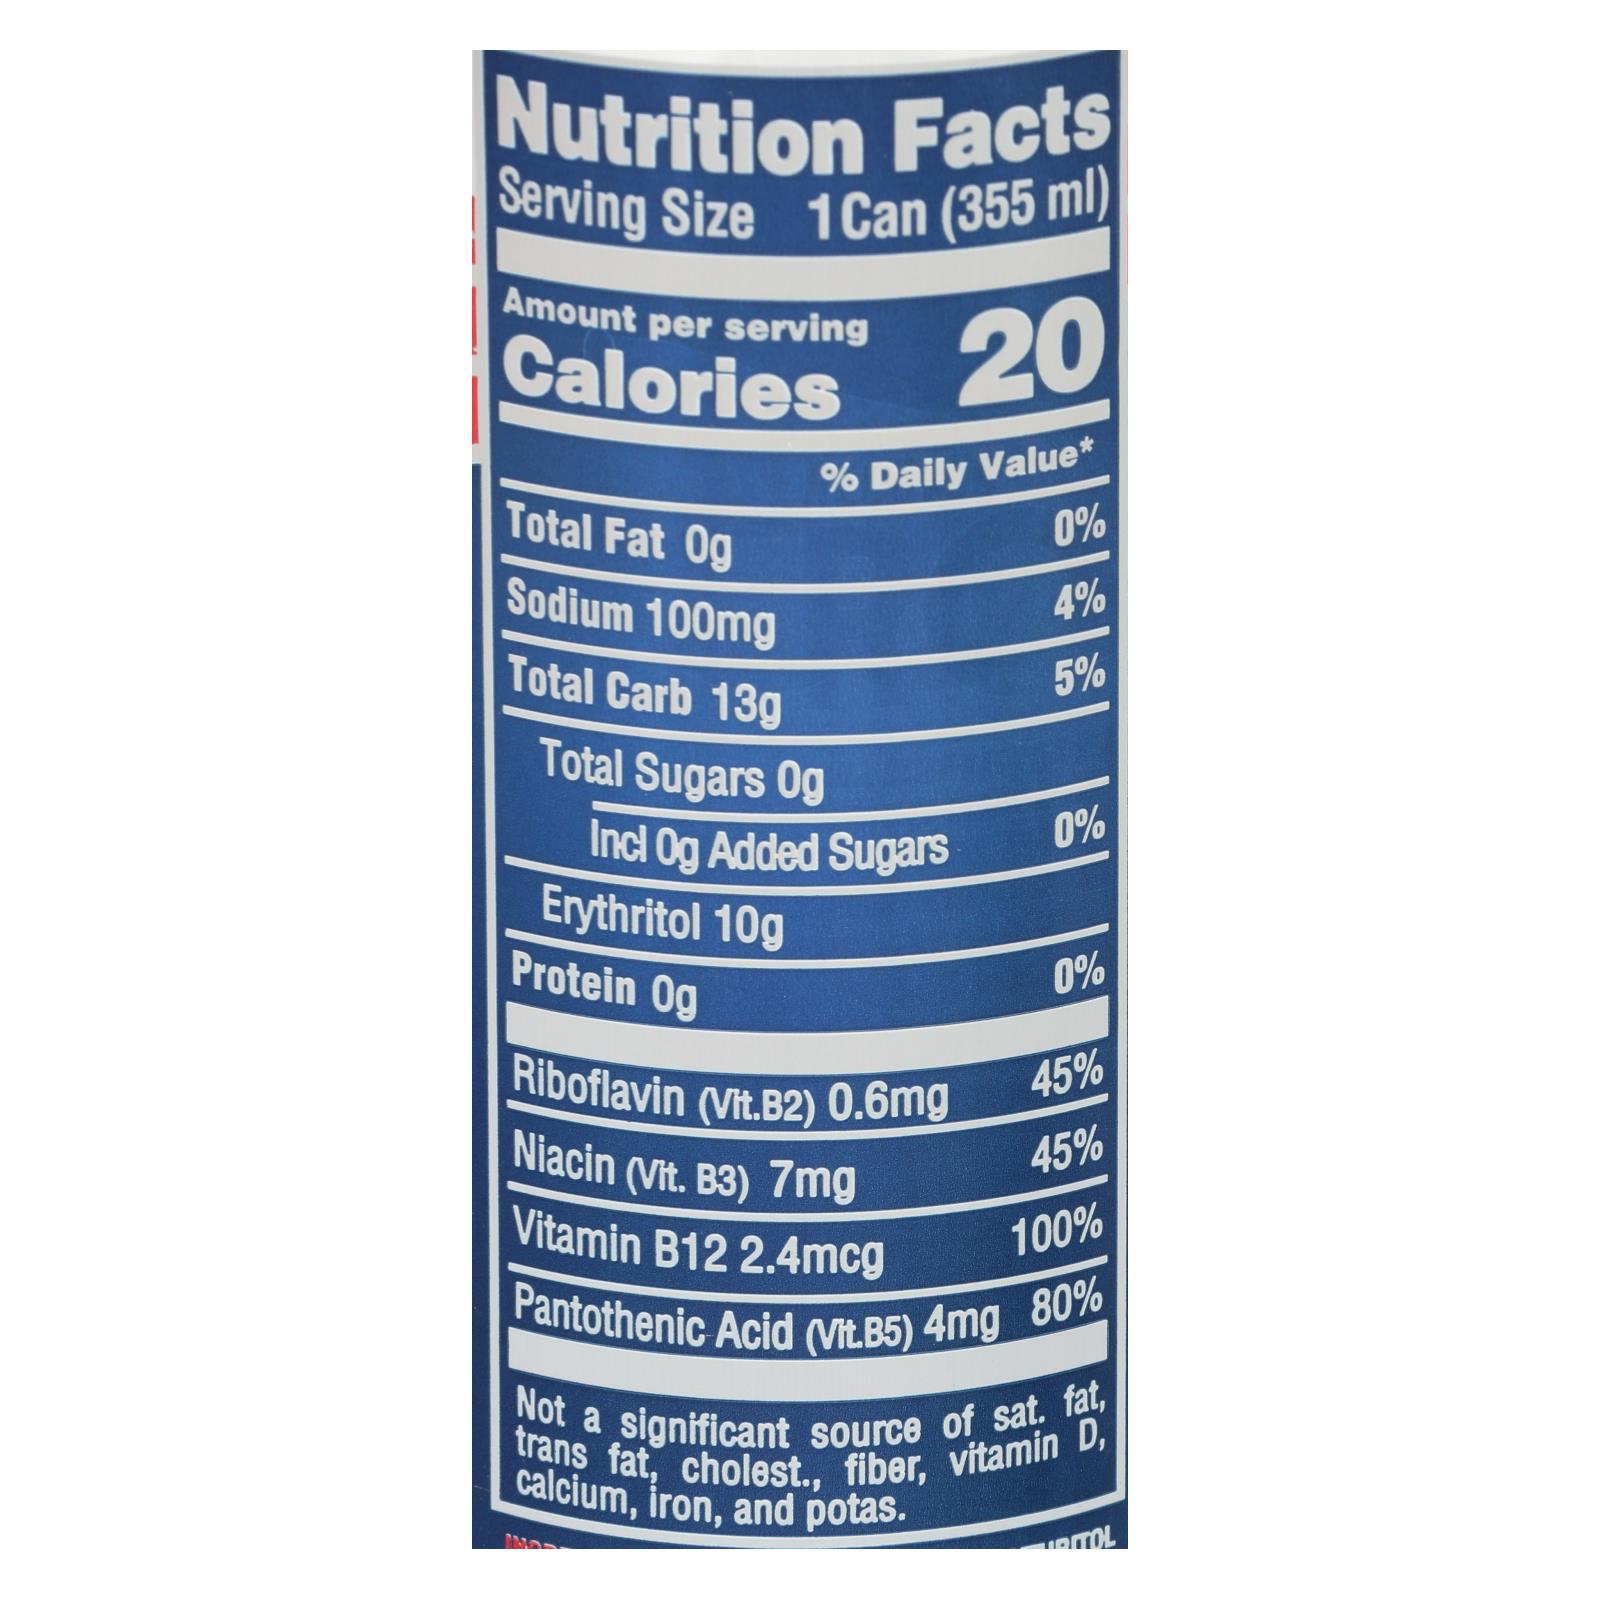 Nutrition Facts
Serving Size 1 Can (355 ml)
Amount per serving
Calories 20
% Daily Value*
Total Fat 0g 0%
Sodium 100mg 4%
Total Carb 13g 5%
Total Sugars 0g
Incl 0g Added Sugars 0%
Erythritol 10g
Protein 0g 0%
Riboflavin (Vit.B2) 0.6mg 45%
Niacin (Vit. B3) 7mg 45%
Vitamin B12 2.4mcg 100%
Pantothenic Acid (Vit.B5) 4mg 80%
Not a significant source of sat. fat,
trans fat, cholest., fiber, vitamin D,
calcium, iron, and potas.